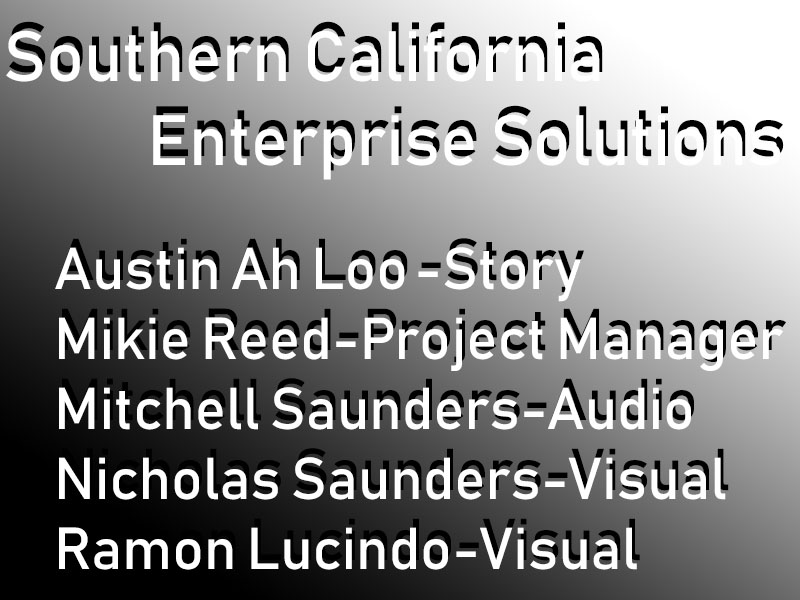 Southern California
Enterprise Solutions
Austin Ah Loo -Story
Mikie Reed-Project Manager
Mitchell Saunders-Audio
Nicholas Saunders-Visual
Ramon Lucindo-Visual